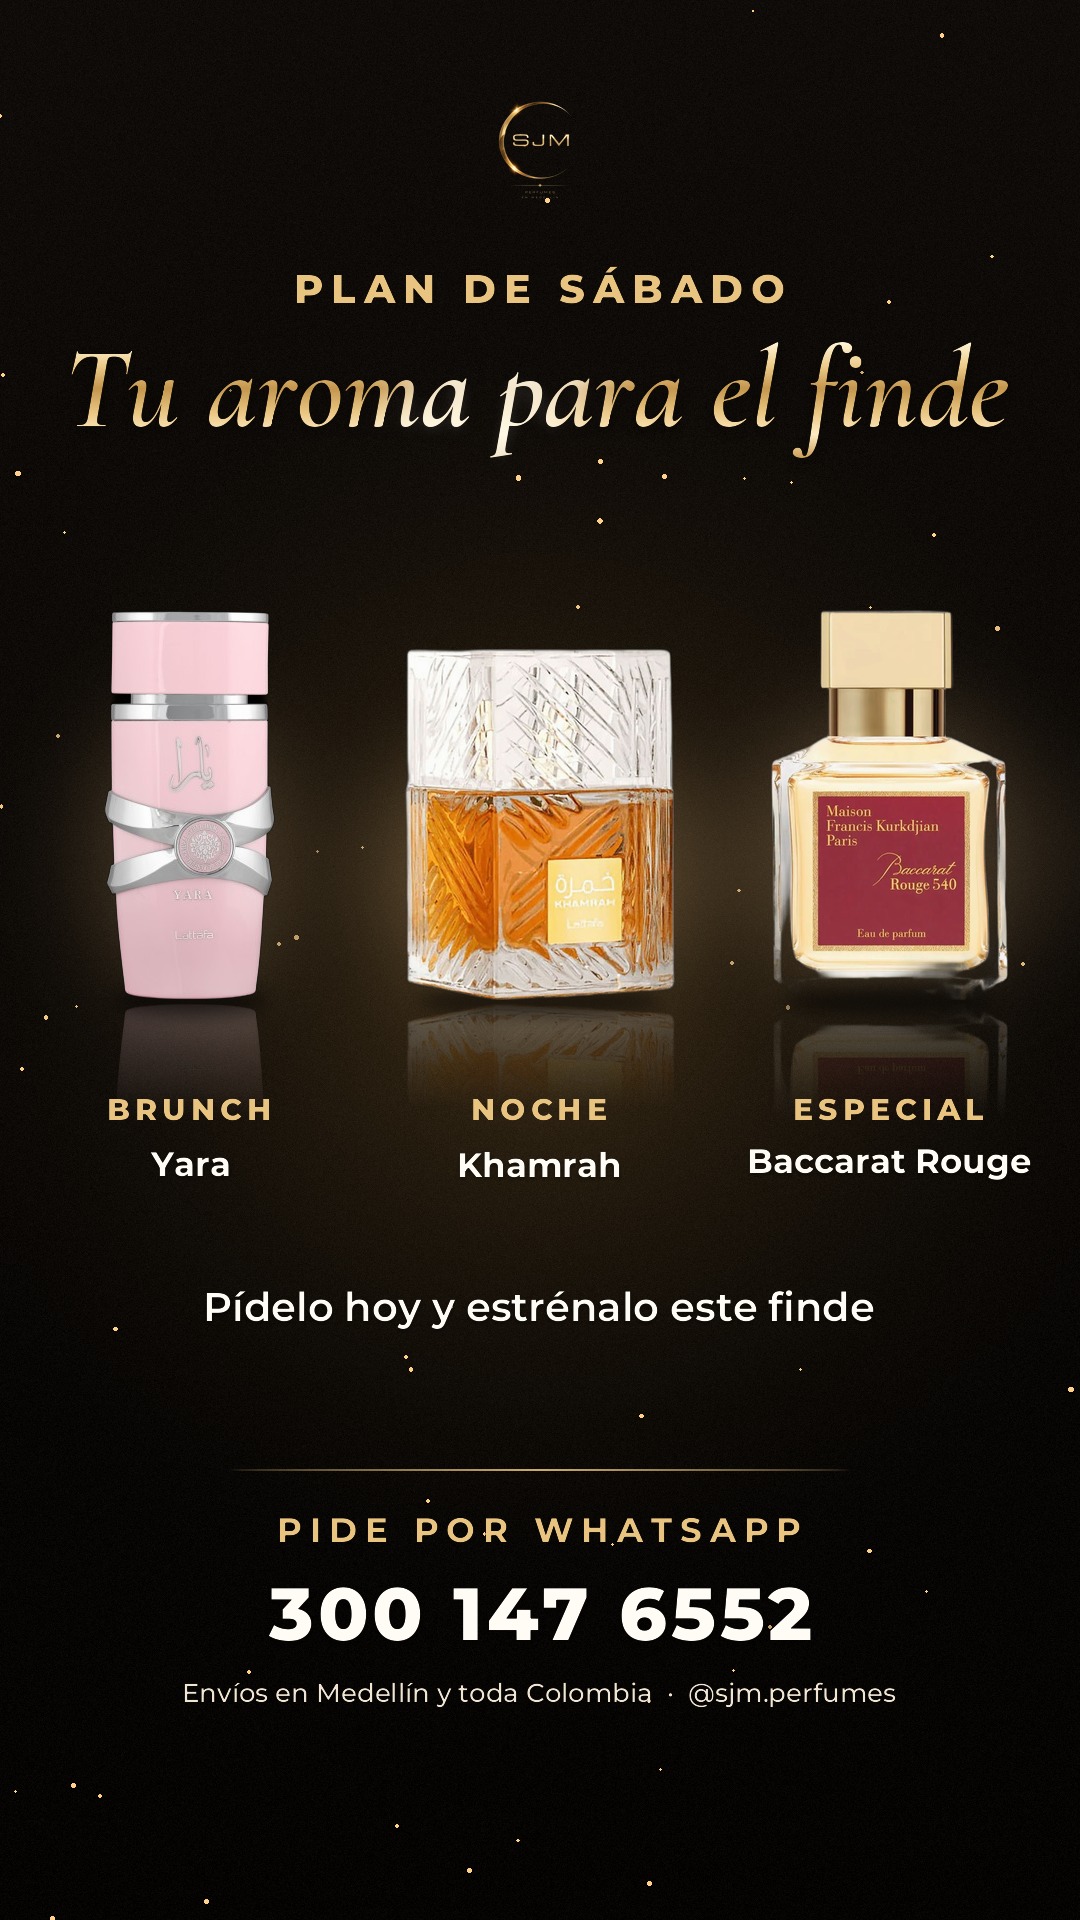 SJM
PERFUMES
PLAN DE SÁBADO
Tu aroma para el finde
يارا
YARA
Lattafa
خمرة
KHAMRAH
Lattafa
Maison
Francis Kurkdjian
Paris
Baccarat
Rouge 540
Eau de parfum
BRUNCH
Yara
NOCHE
Khamrah
ESPECIAL
Baccarat Rouge
Pídelo hoy y estrénalo este finde
PIDE POR WHATSAPP
300 147 6552
Envíos en Medellín y toda Colombia · @sjm.perfumes